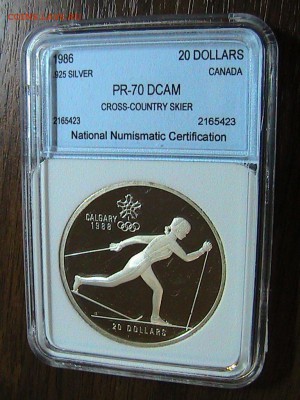 1986 20 DOLLARS
.925 SILVER CANADA
PR-70 DCAM
CROSS-COUNTRY SKIER
2165423 2165423
National Numismatic Certification
CALGARY
1988
20 DOLLARS